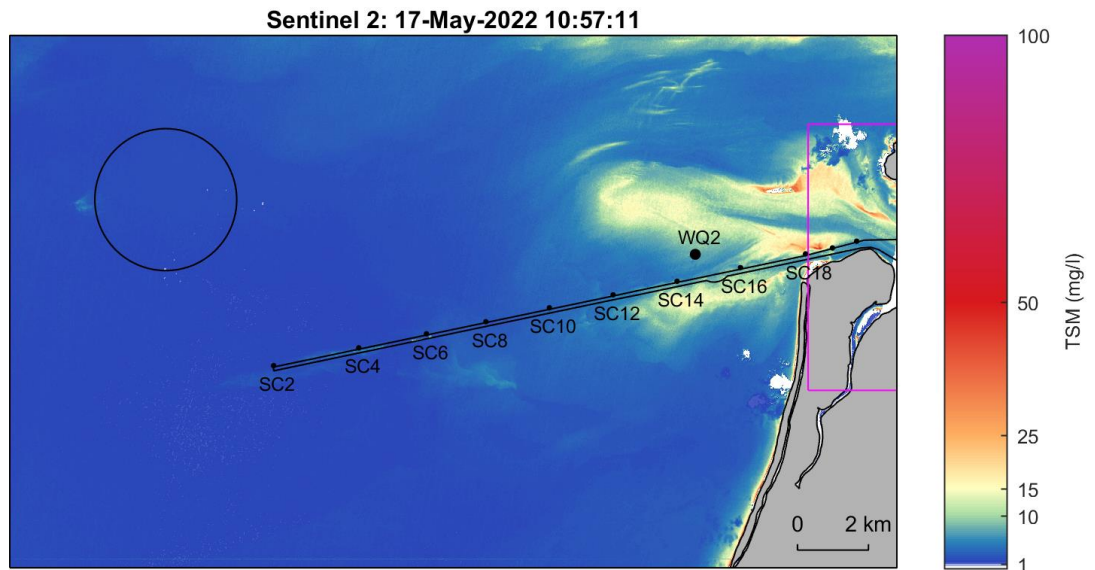 Sentinel 2: 17-May-2022 10:57:11
WQ2
SC18
SC16
SC14
SC12
SC10
SC8
SC6
SC4
SC2
0 2 km
100
50
25
15
10
1
TSM (mg/l)